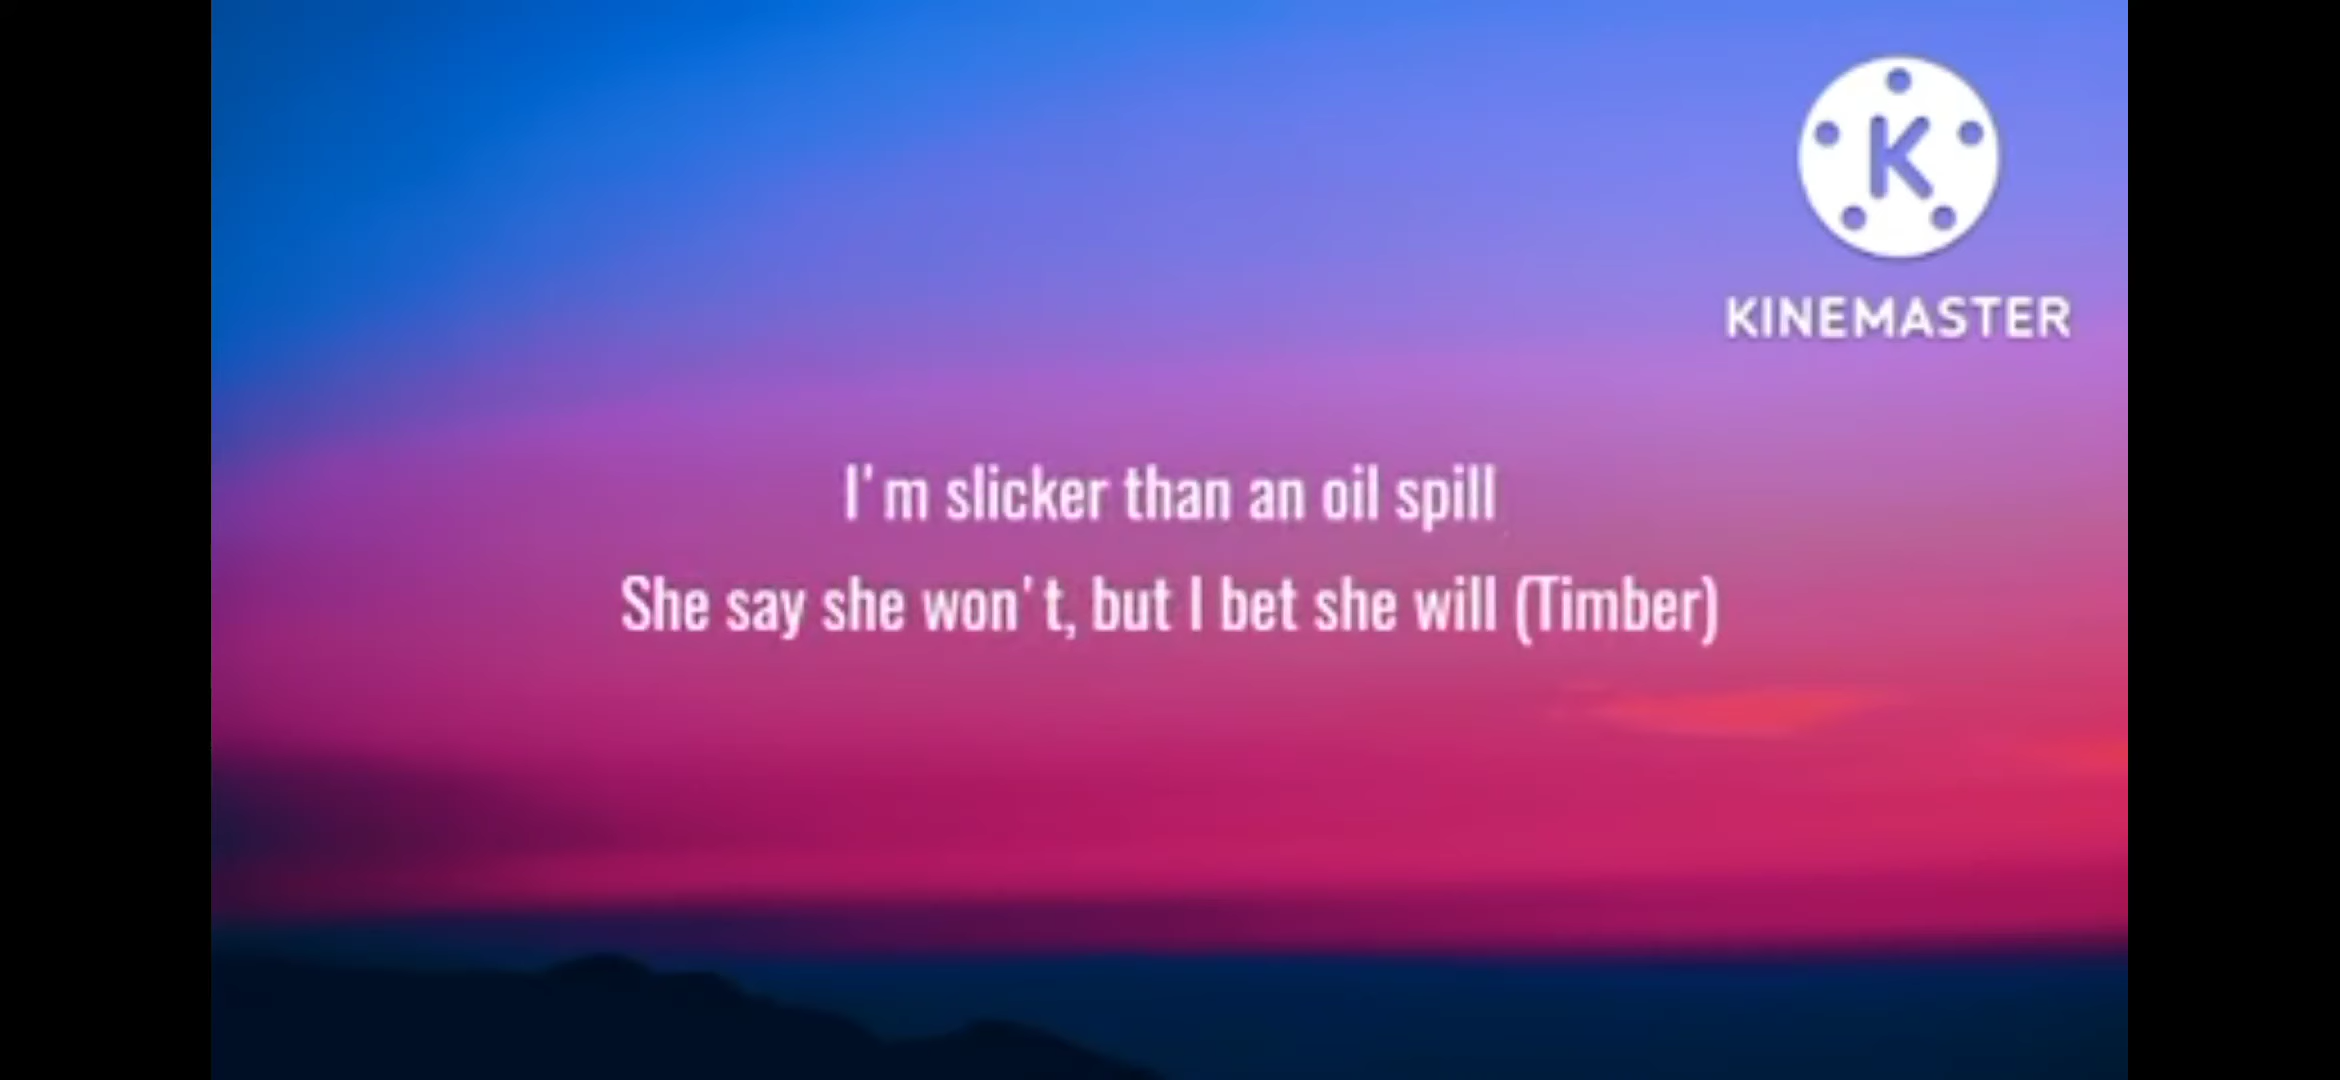 K
KINEMASTER
I'm slicker than an oil spill
She say she won't, but I bet she will (Timber)